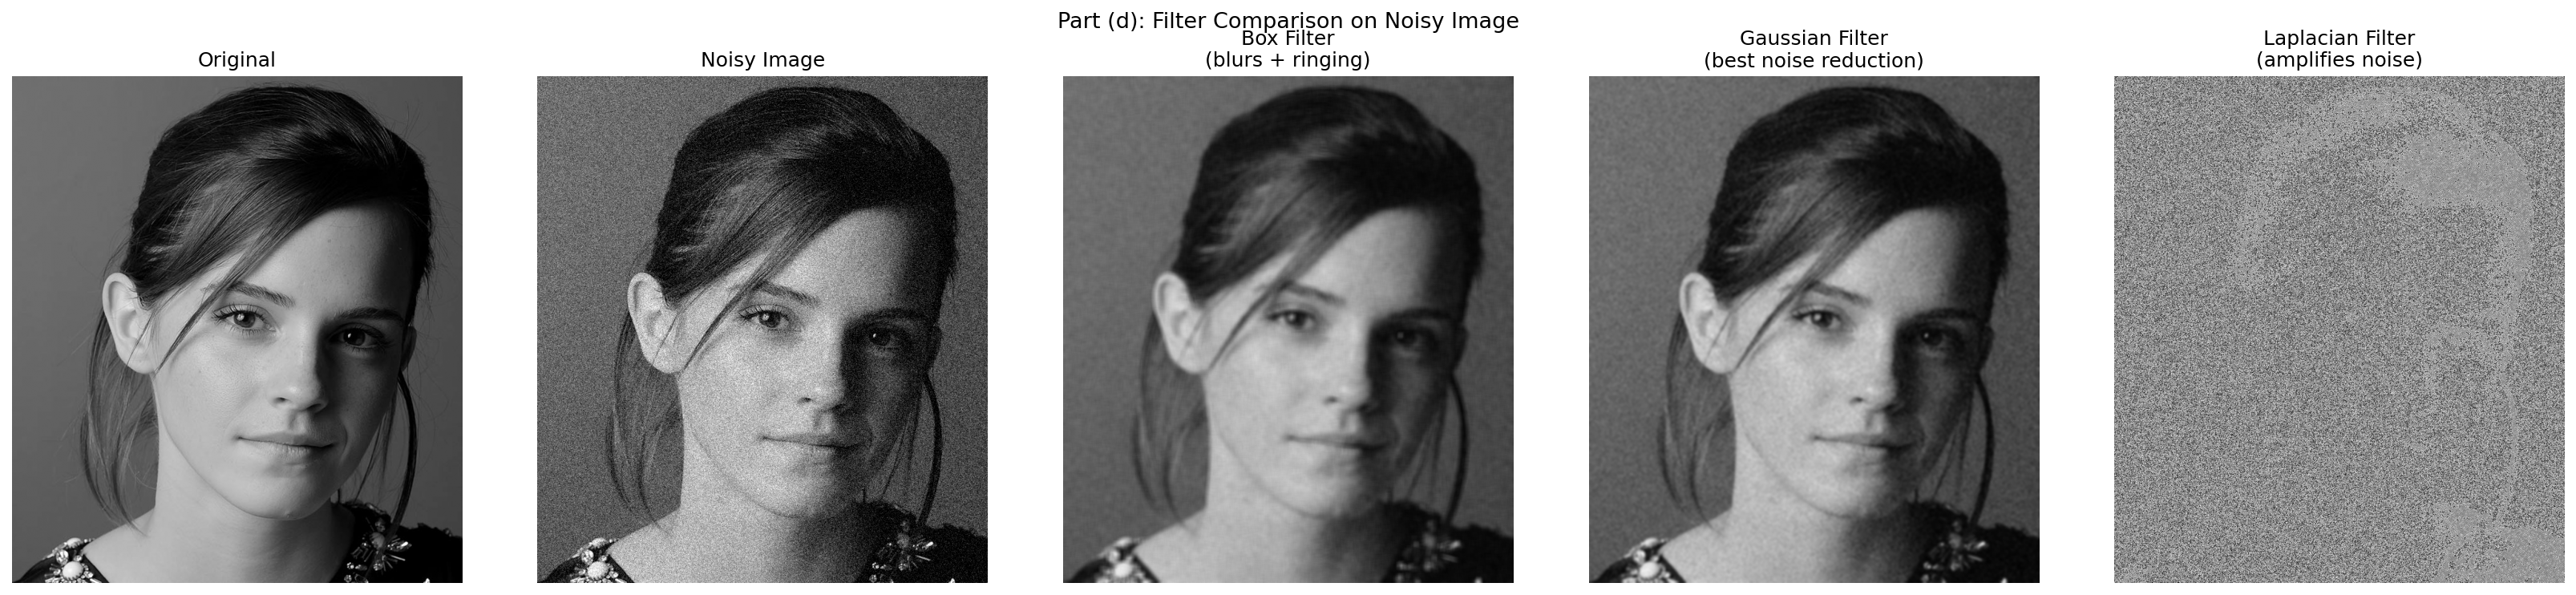 Part (d): Filter Comparison on Noisy Image
Original
Noisy Image
Box Filter
(blurs + ringing)
Gaussian Filter
(best noise reduction)
Laplacian Filter
(amplifies noise)